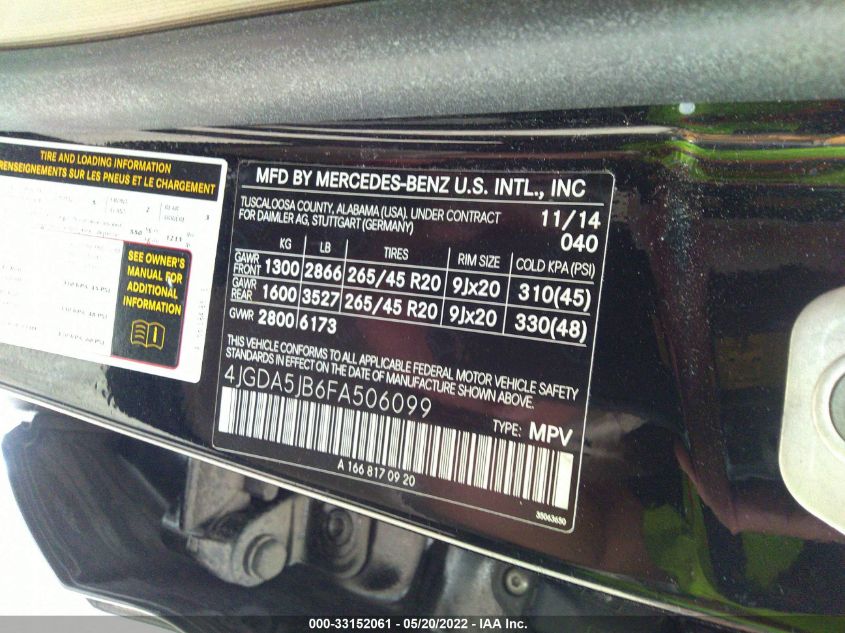 TIRE AND LOADING INFORMATION
RENSEIGNEMENTS SUR LES PNEUS ET LE CHARGEMENT
SEE OWNER'S
MANUAL FOR
ADDITIONAL
INFORMATION
MFD BY MERCEDES-BENZ U.S. INTL., INC
TUSCALOOSA COUNTY, ALABAMA (USA), UNDER CONTRACT 11/14
FOR DAIMLER AG, STUTTGART (GERMANY) 040
KG LB TIRES RIM SIZE COLD KPA (PSI)
GAWR FRONT 1300 2866 265/45 R20 9Jx20 310(45)
GAWR REAR 1600 3527 265/45 R20 9Jx20 330(48)
GVWR 2800 6173
THIS VEHICLE CONFORMS TO ALL APPLICABLE FEDERAL MOTOR VEHICLE SAFETY
STANDARDS IN EFFECT ON THE DATE OF MANUFACTURE SHOWN ABOVE.
4JGDA5JB6FA506099
TYPE: MPV
A 166 817 09 20
35063650
000-33152061 - 05/20/2022 - IAA Inc.